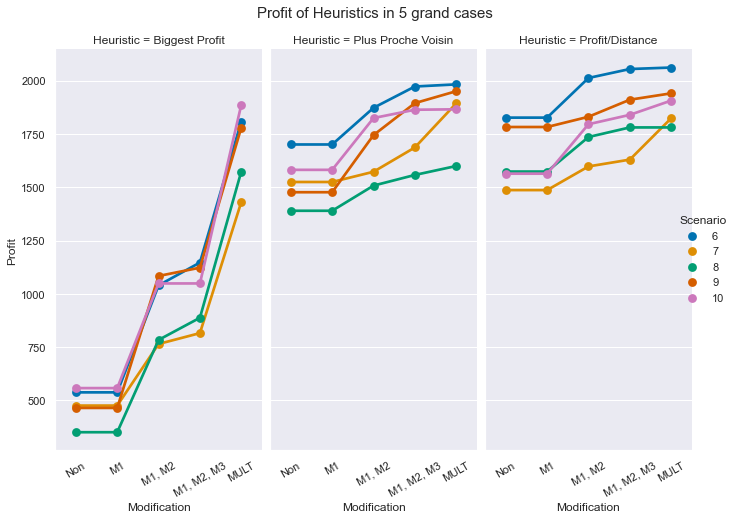 Profit of Heuristics in 5 grand cases
Heuristic = Biggest Profit
Heuristic = Plus Proche Voisin
Heuristic = Profit/Distance
2000
1750
1500
1250
1000
750
500
Profit
Non
M1
M1, M2
M1, M2, M3
MULT
Modification
Non
M1
M1, M2
M1, M2, M3
MULT
Modification
Non
M1
M1, M2
M1, M2, M3
MULT
Modification
Scenario
6
7
8
9
10